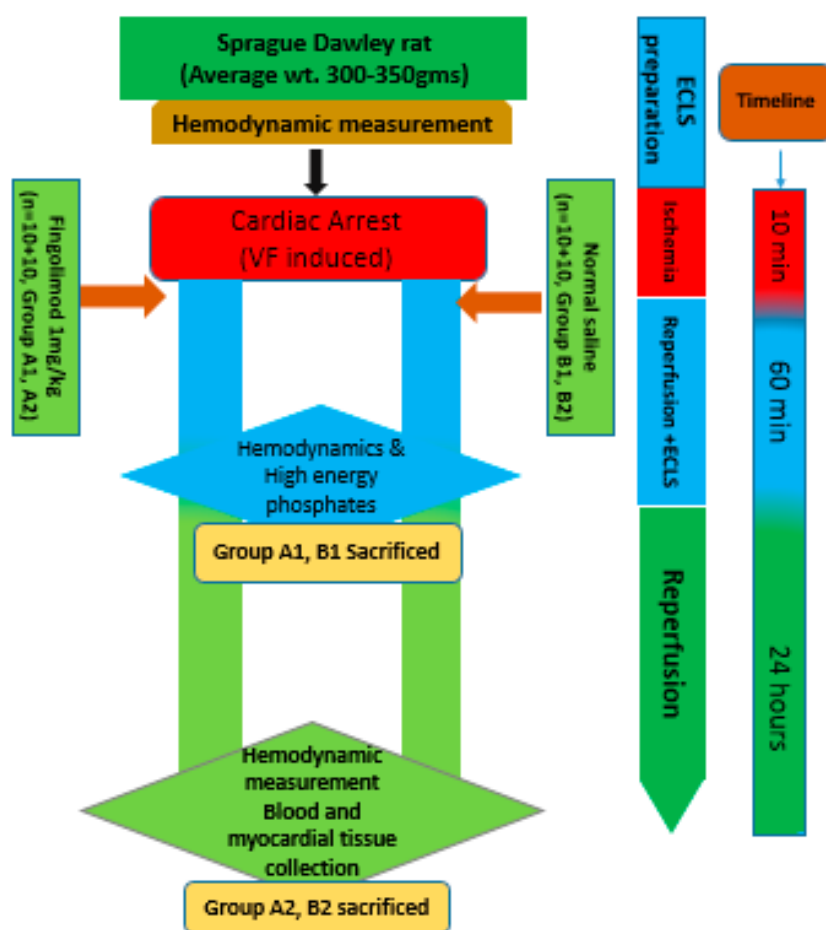 Sprague Dawley rat
(Average wt. 300-350gms)
Hemodynamic measurement
Cardiac Arrest
(VF induced)
Fingolimod 1mg/kg
(n=10+10, Group A1, A2)
Normal saline
(n=10+10, Group B1, B2)
Hemodynamics &
High energy
phosphates
Group A1, B1 Sacrificed
Hemodynamic
measurement
Blood and
myocardial tissue
collection
Group A2, B2 sacrificed
ECLS
preparation
Ischemia
Reperfusion +ECLS
Reperfusion
Timeline
10 min
60 min
24 hours